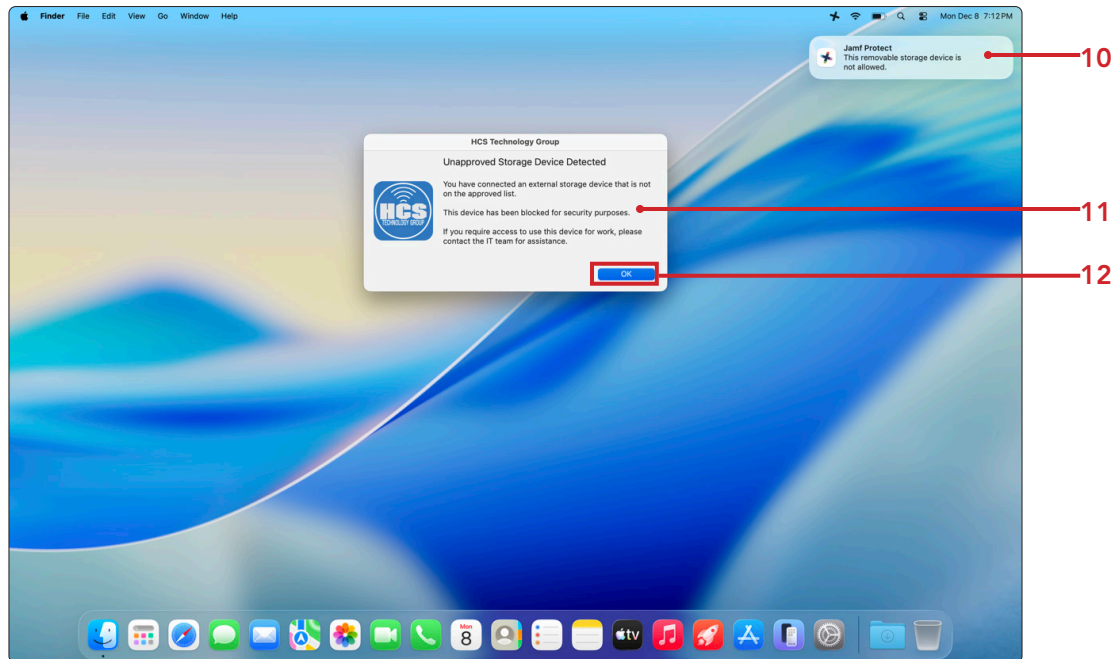 Finder File Edit View Go Window Help
Mon Dec 8 7:12 PM
Jamf Protect
This removable storage device is
not allowed.
10
HCS Technology Group
Unapproved Storage Device Detected
You have connected an external storage device that is not
on the approved list.
HCS
TECHNOLOGY GROUP
This device has been blocked for security purposes.
11
If you require access to use this device for work, please
contact the IT team for assistance.
OK
12
Mon
8
tv